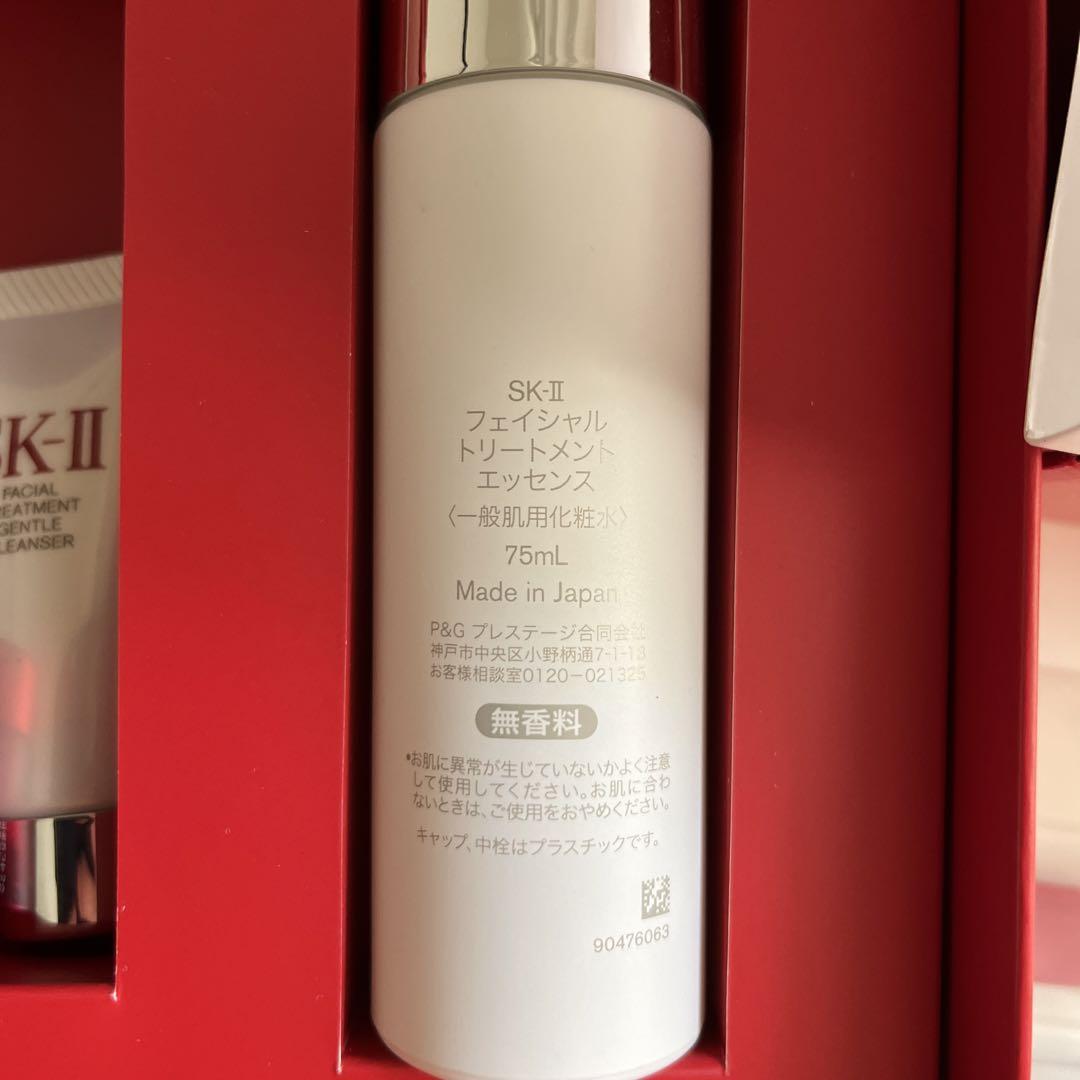 SK-II
フェイシャル
トリートメント
エッセンス
〈一般肌用化粧水〉
75mL
Made in Japan
P&G プレステージ合同会社
神戸市中央区小野柄通7-1-18
お客様相談室0120-021325
無香料
•お肌に異常が生じていないかよく注意
して使用してください。お肌に合わ
ないときは、ご使用をおやめください。
キャップ、中栓はプラスチックです。
90476063
SK-II
FACIAL
TREATMENT
GENTLE
CLEANSER